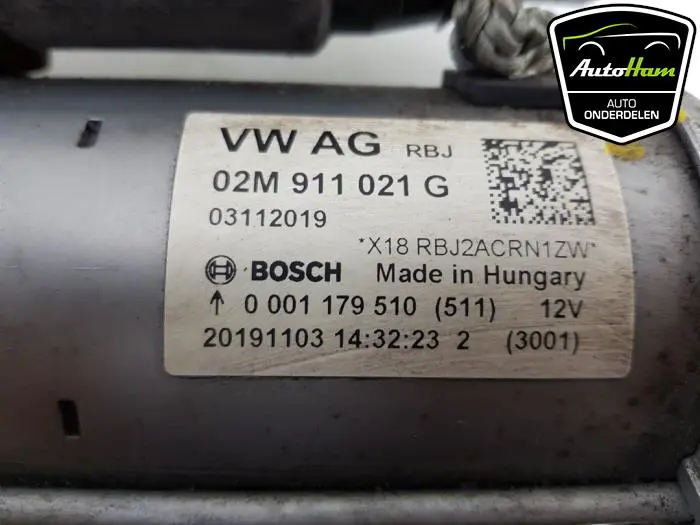 AutoHam
AUTO
ONDERDELEN
VW AG RBJ
02M 911 021 G
03112019
*X18 RBJ2ACRN1ZW*
BOSCH Made in Hungary
↑ 0 001 179 510 (511) 12V
20191103 14:32:23 2 (3001)